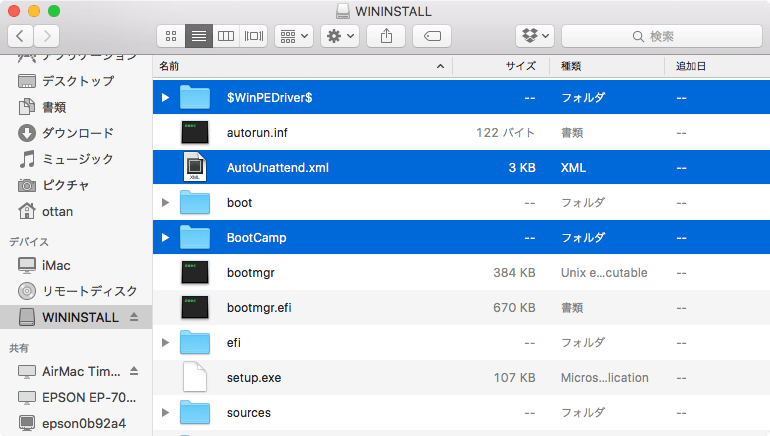 WININSTALL
検索
アプリケーション
デスクトップ
書類
ダウンロード
ミュージック
ピクチャ
ottan
デバイス
iMac
リモートディスク
WININSTALL
共有
AirMac Tim...
EPSON EP-70...
epson0b92a4
名前 サイズ 種類 追加日
$WinPEDriver$ -- フォルダ --
autorun.inf 122 バイト 書類 --
AutoUnattend.xml 3 KB XML --
XML
boot -- フォルダ --
BootCamp -- フォルダ --
bootmgr 384 KB Unix e...cutable --
bootmgr.efi 670 KB 書類 --
efi -- フォルダ --
setup.exe 107 KB Micros...lication --
sources -- フォルダ --